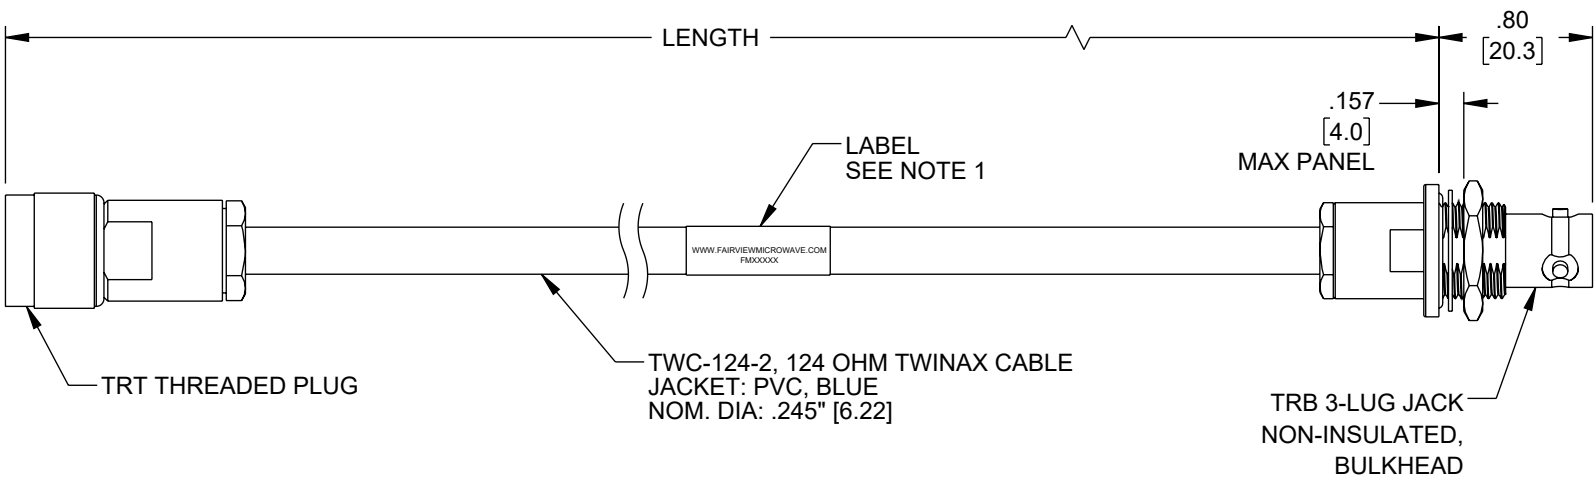 LENGTH
.80
[20.3]
.157
[4.0]
MAX PANEL
LABEL
SEE NOTE 1
WWW.FAIRVIEWMICROWAVE.COM
FMXXXXX
TRT THREADED PLUG
TWC-124-2, 124 OHM TWINAX CABLE
JACKET: PVC, BLUE
NOM. DIA: .245" [6.22]
TRB 3-LUG JACK
NON-INSULATED,
BULKHEAD